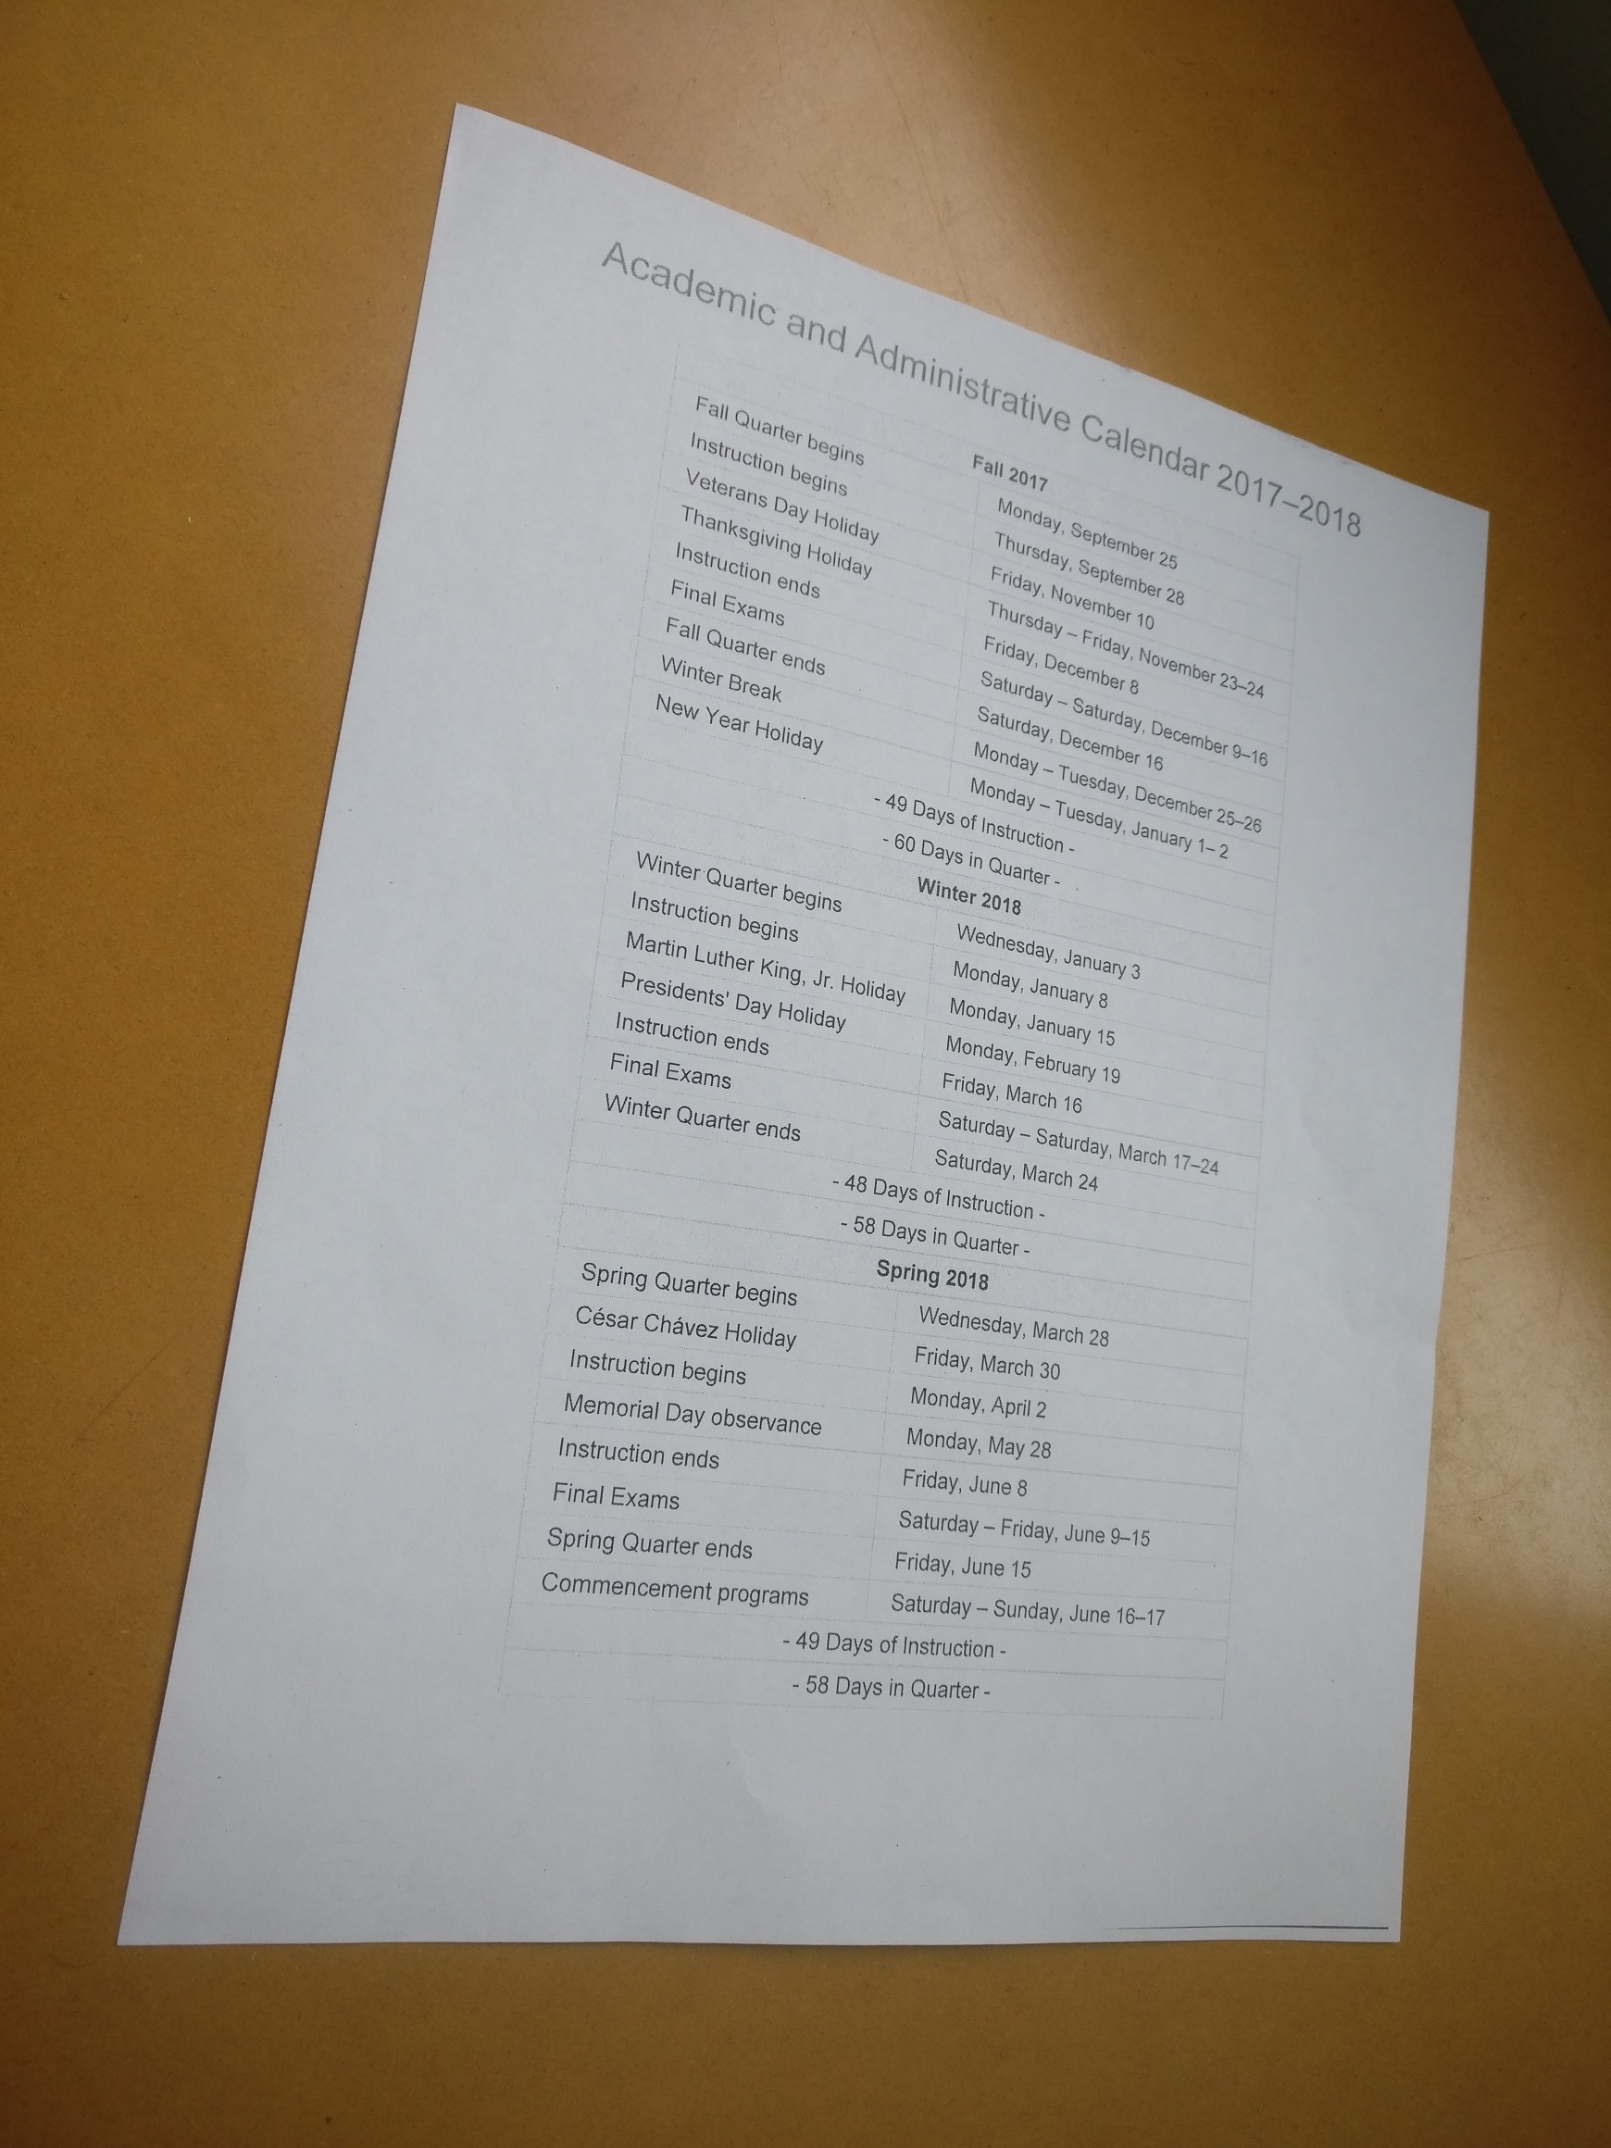 Academic and Administrative Calendar 2017–2018
Fall 2017
Fall Quarter begins Monday, September 25
Instruction begins Thursday, September 28
Veterans Day Holiday Friday, November 10
Thanksgiving Holiday Thursday – Friday, November 23–24
Instruction ends Friday, December 8
Final Exams Saturday – Saturday, December 9–16
Fall Quarter ends Saturday, December 16
Winter Break Monday – Tuesday, December 25–26
New Year Holiday Monday – Tuesday, January 1– 2
- 49 Days of Instruction -
- 60 Days in Quarter -
Winter 2018
Winter Quarter begins Wednesday, January 3
Instruction begins Monday, January 8
Martin Luther King, Jr. Holiday Monday, January 15
Presidents' Day Holiday Monday, February 19
Instruction ends Friday, March 16
Final Exams Saturday – Saturday, March 17–24
Winter Quarter ends Saturday, March 24
- 48 Days of Instruction -
- 58 Days in Quarter -
Spring 2018
Spring Quarter begins Wednesday, March 28
César Chávez Holiday Friday, March 30
Instruction begins Monday, April 2
Memorial Day observance Monday, May 28
Instruction ends Friday, June 8
Final Exams Saturday – Friday, June 9–15
Spring Quarter ends Friday, June 15
Commencement programs Saturday – Sunday, June 16–17
- 49 Days of Instruction -
- 58 Days in Quarter -